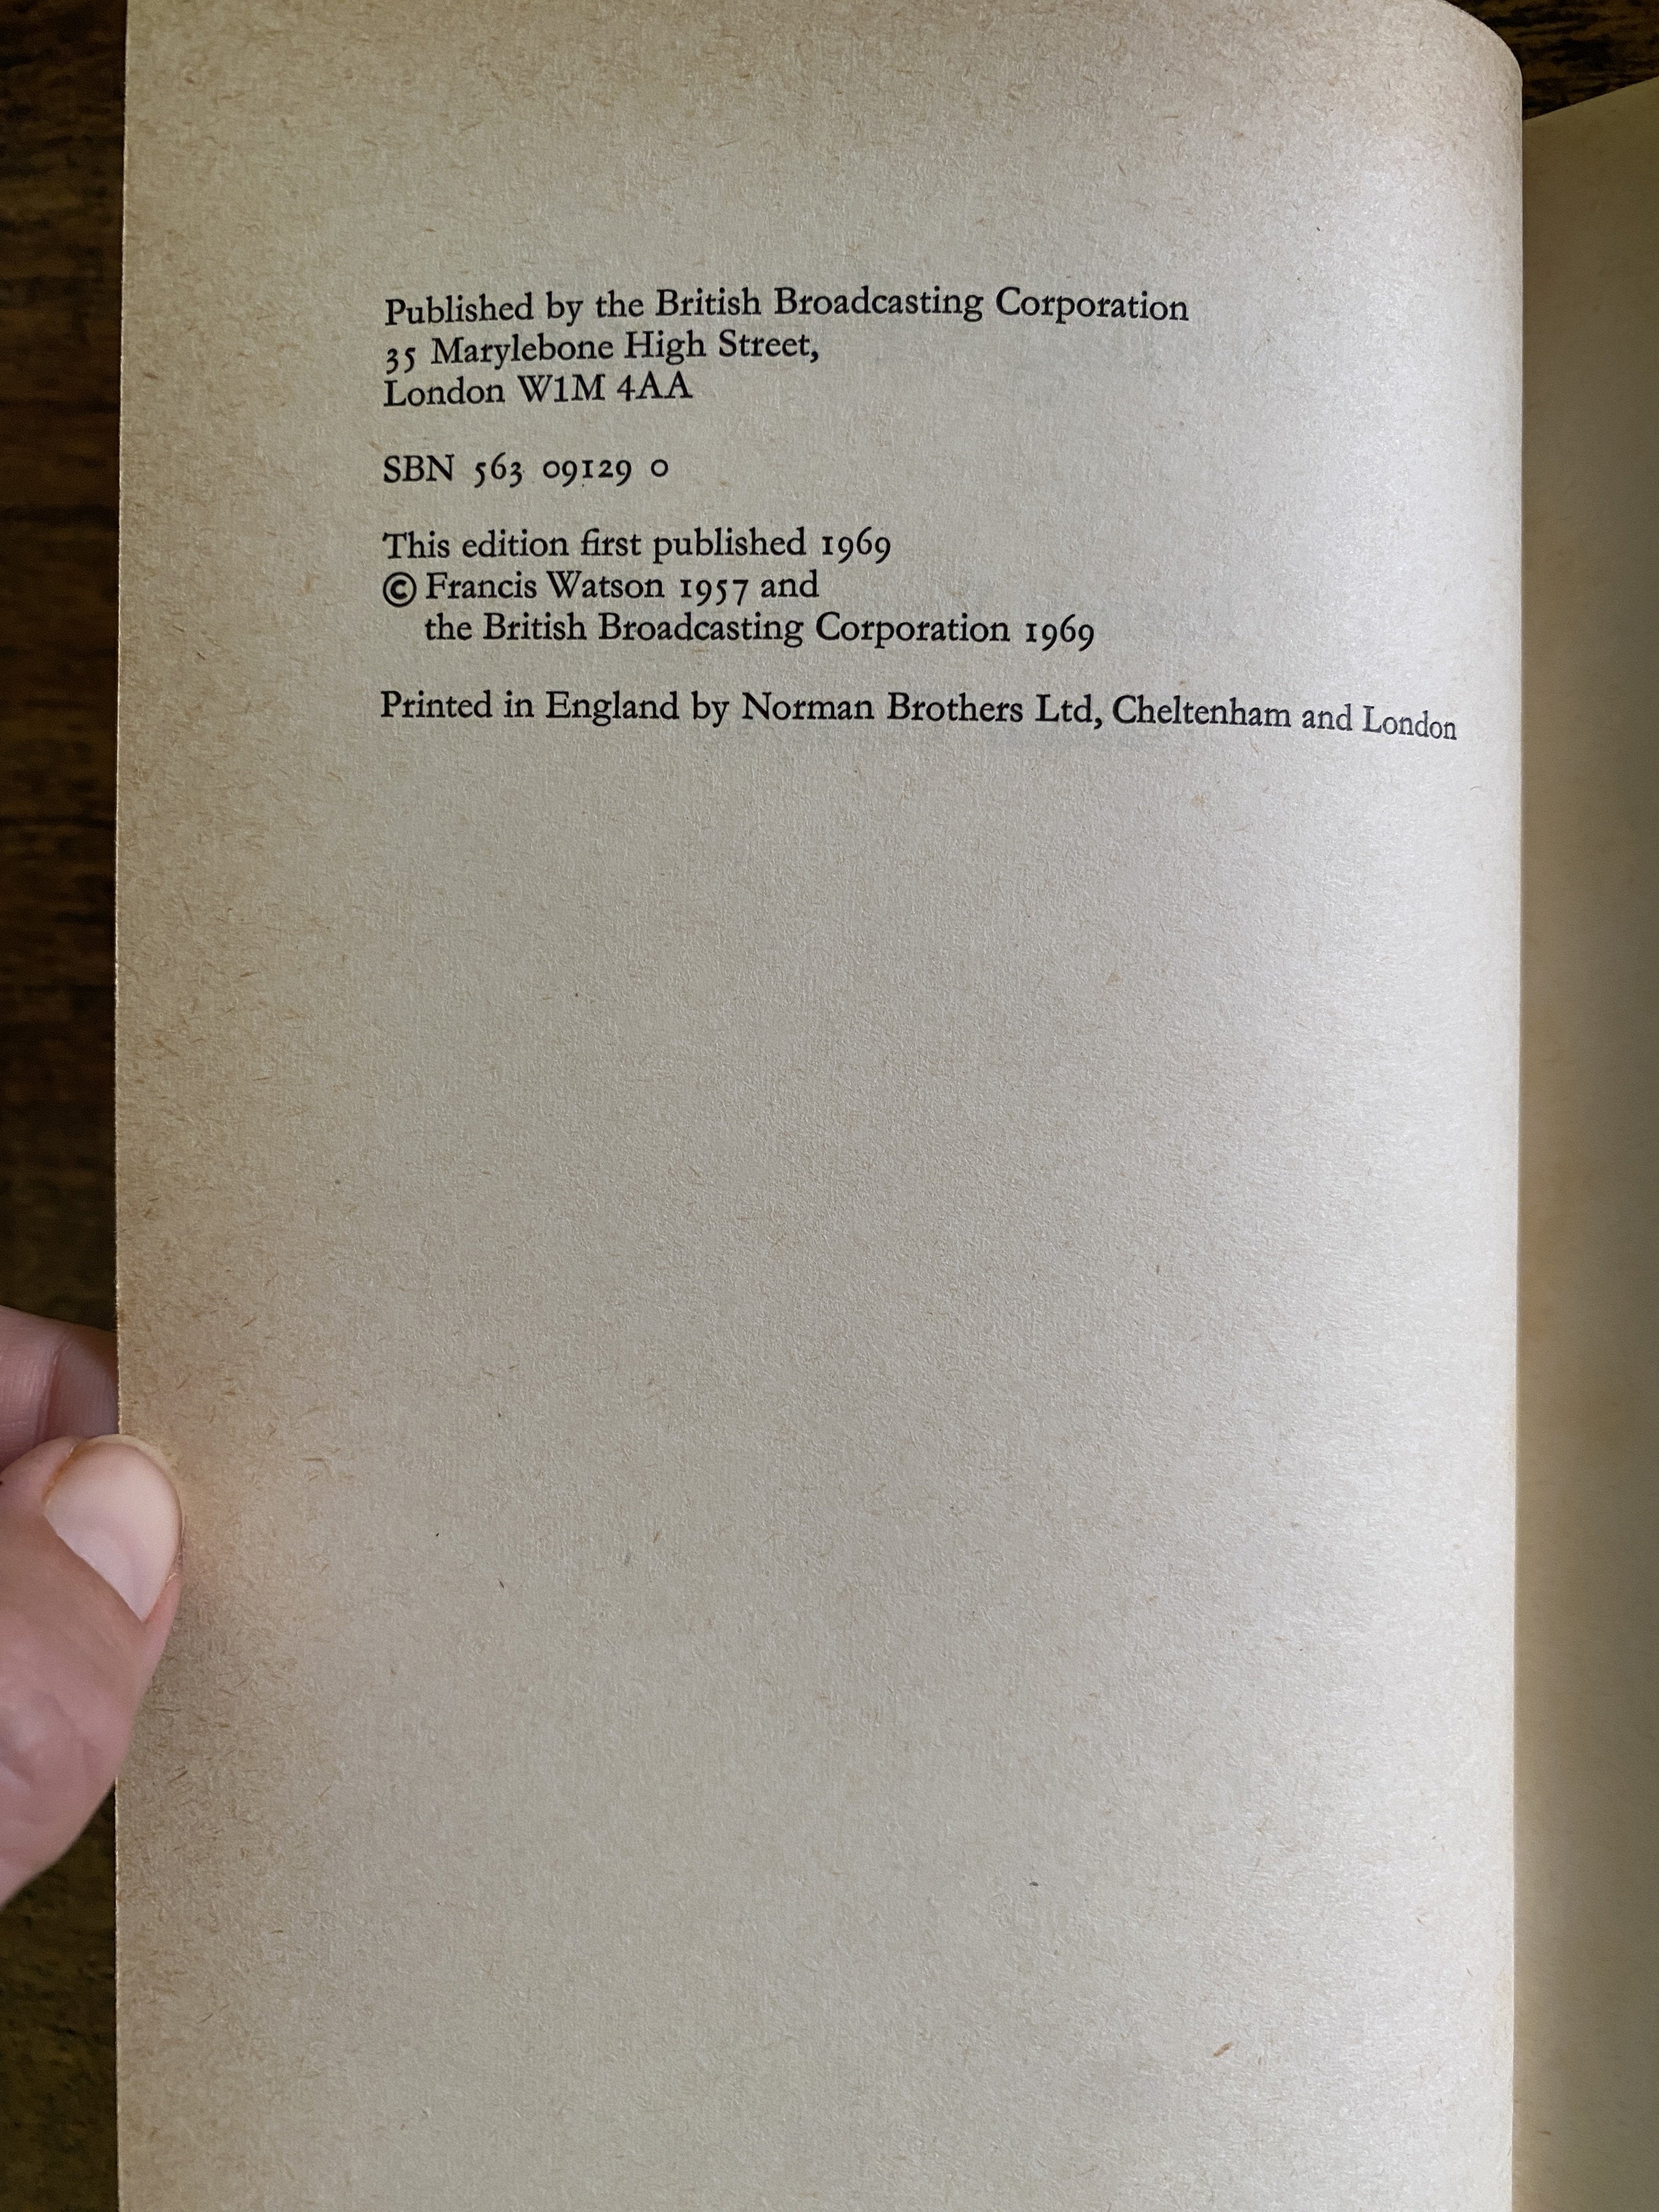 Published by the British Broadcasting Corporation
35 Marylebone High Street,
London W1M 4AA
SBN 563 09129 0
This edition first published 1969
© Francis Watson 1957 and
the British Broadcasting Corporation 1969
Printed in England by Norman Brothers Ltd, Cheltenham and London